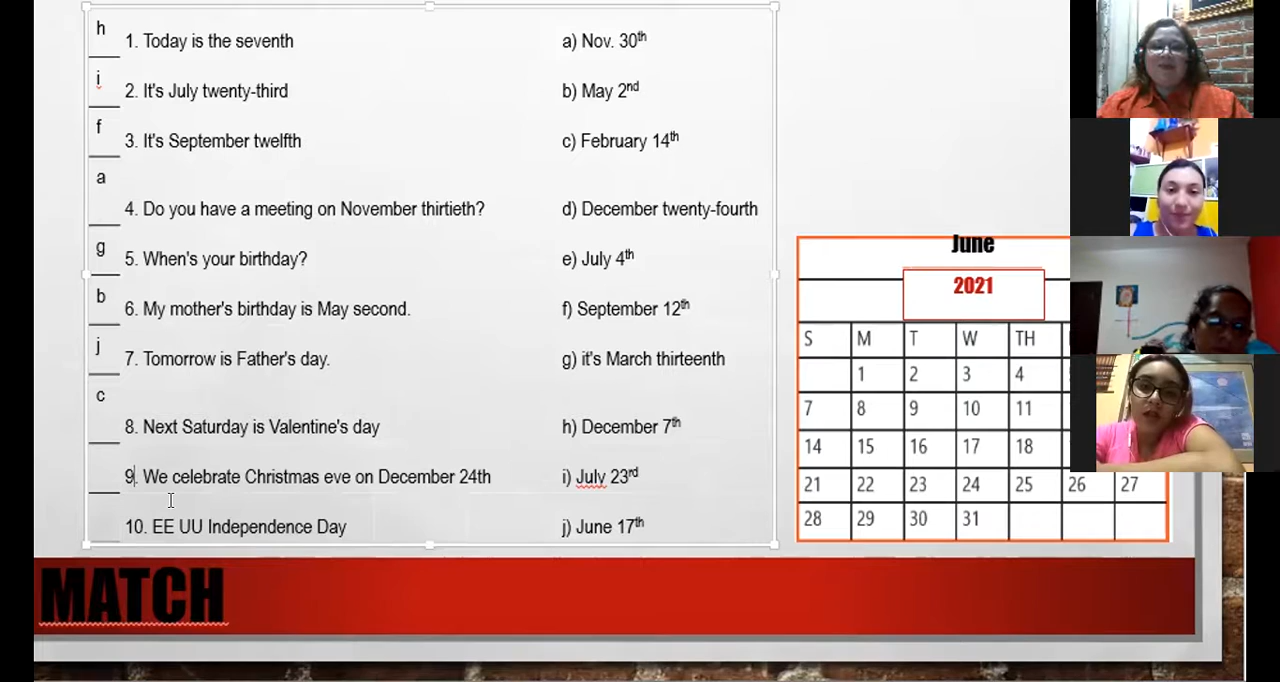 h 1. Today is the seventh a) Nov. 30th
i 2. It's July twenty-third b) May 2nd
f 3. It's September twelfth c) February 14th
a 4. Do you have a meeting on November thirtieth? d) December twenty-fourth
g 5. When's your birthday? e) July 4th
b 6. My mother's birthday is May second. f) September 12th
j 7. Tomorrow is Father's day. g) it's March thirteenth
c 8. Next Saturday is Valentine's day h) December 7th
9. We celebrate Christmas eve on December 24th i) July 23rd
10. EE UU Independence Day j) June 17th
June
2021
S M T W TH
1 2 3 4
7 8 9 10 11
14 15 16 17 18
21 22 23 24 25 26 27
28 29 30 31
MATCH